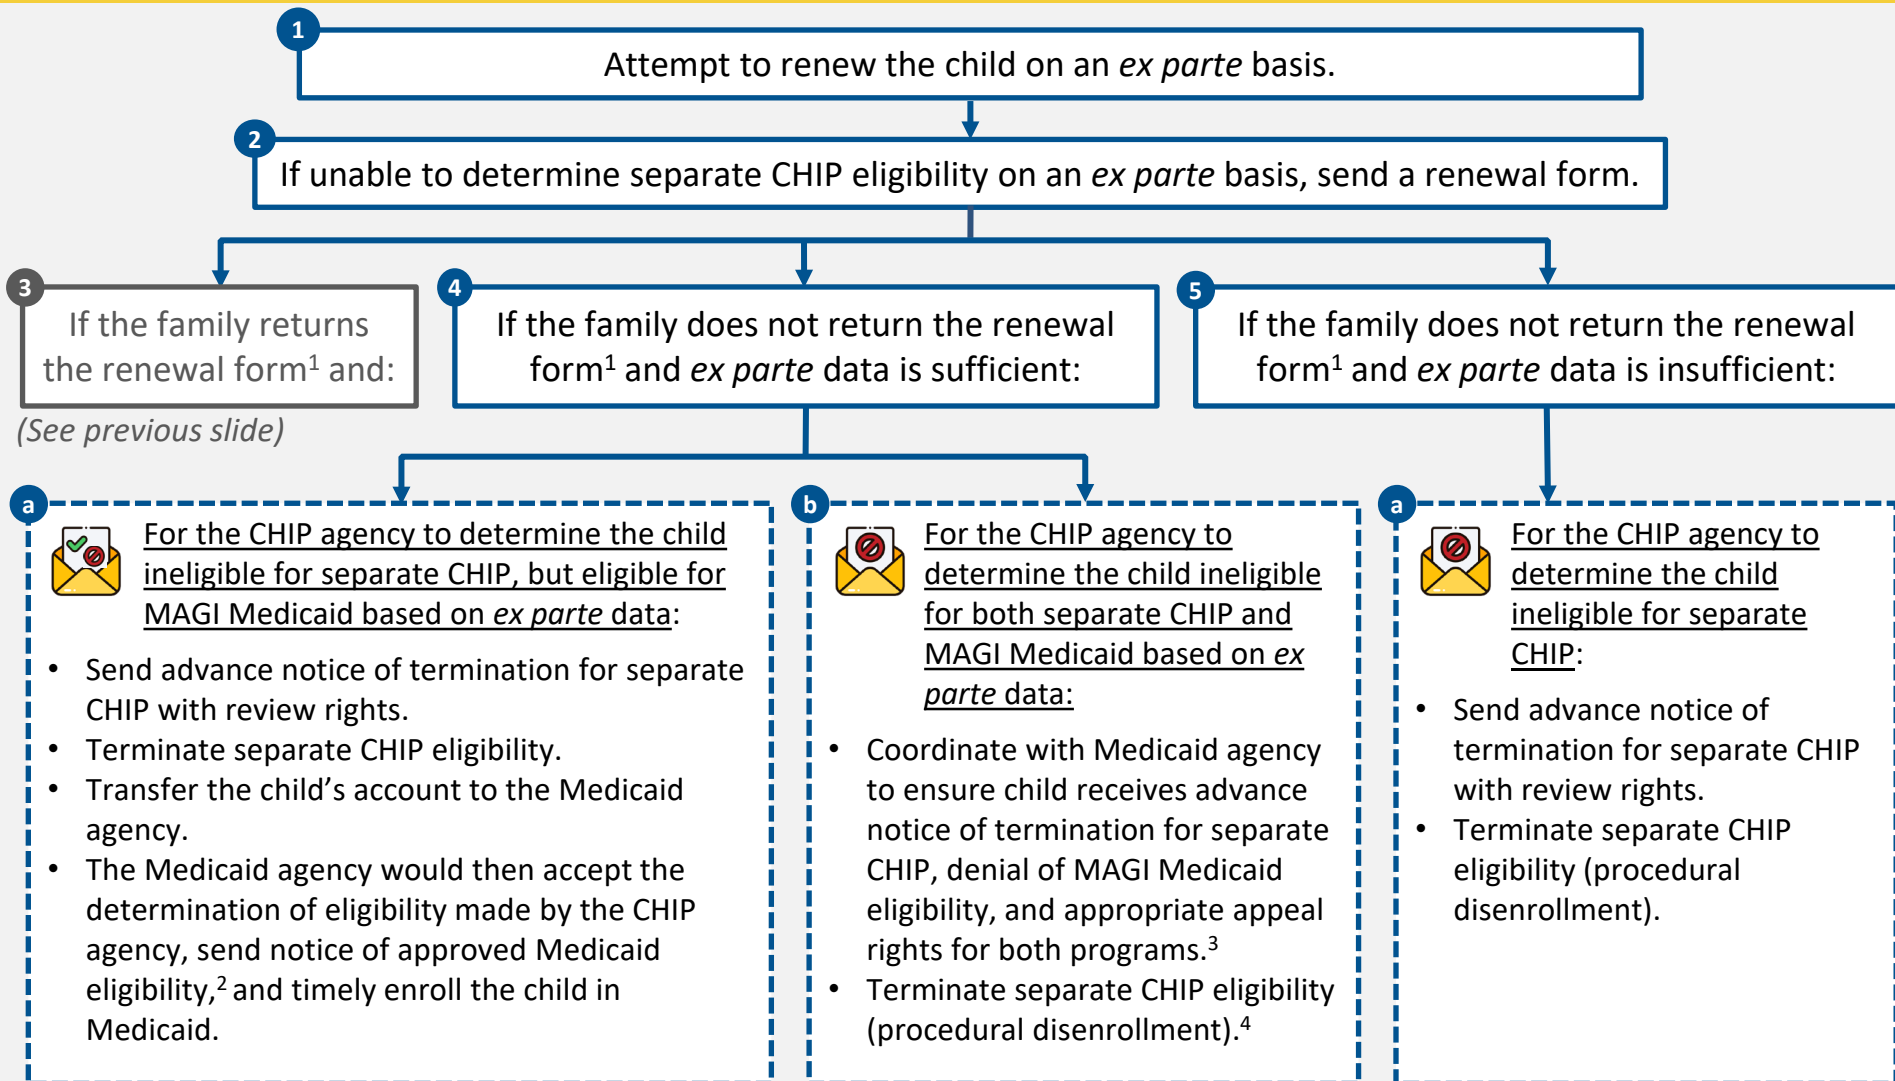 1
Attempt to renew the child on an ex parte basis.
2
If unable to determine separate CHIP eligibility on an ex parte basis, send a renewal form.
3
If the family returns
the renewal form¹ and:
(See previous slide)
4
If the family does not return the renewal
form¹ and ex parte data is sufficient:
5
If the family does not return the renewal
form¹ and ex parte data is insufficient:
a
For the CHIP agency to determine the child
ineligible for separate CHIP, but eligible for
MAGI Medicaid based on ex parte data:
• Send advance notice of termination for separate
CHIP with review rights.
• Terminate separate CHIP eligibility.
• Transfer the child’s account to the Medicaid
agency.
• The Medicaid agency would then accept the
determination of eligibility made by the CHIP
agency, send notice of approved Medicaid
eligibility,² and timely enroll the child in
Medicaid.
b
For the CHIP agency to
determine the child ineligible
for both separate CHIP and
MAGI Medicaid based on ex
parte data:
• Coordinate with Medicaid agency
to ensure child receives advance
notice of termination for separate
CHIP, denial of MAGI Medicaid
eligibility, and appropriate appeal
rights for both programs.³
• Terminate separate CHIP eligibility
(procedural disenrollment).⁴
a
For the CHIP agency to
determine the child
ineligible for separate
CHIP:
• Send advance notice of
termination for separate CHIP
with review rights.
• Terminate separate CHIP
eligibility (procedural
disenrollment).